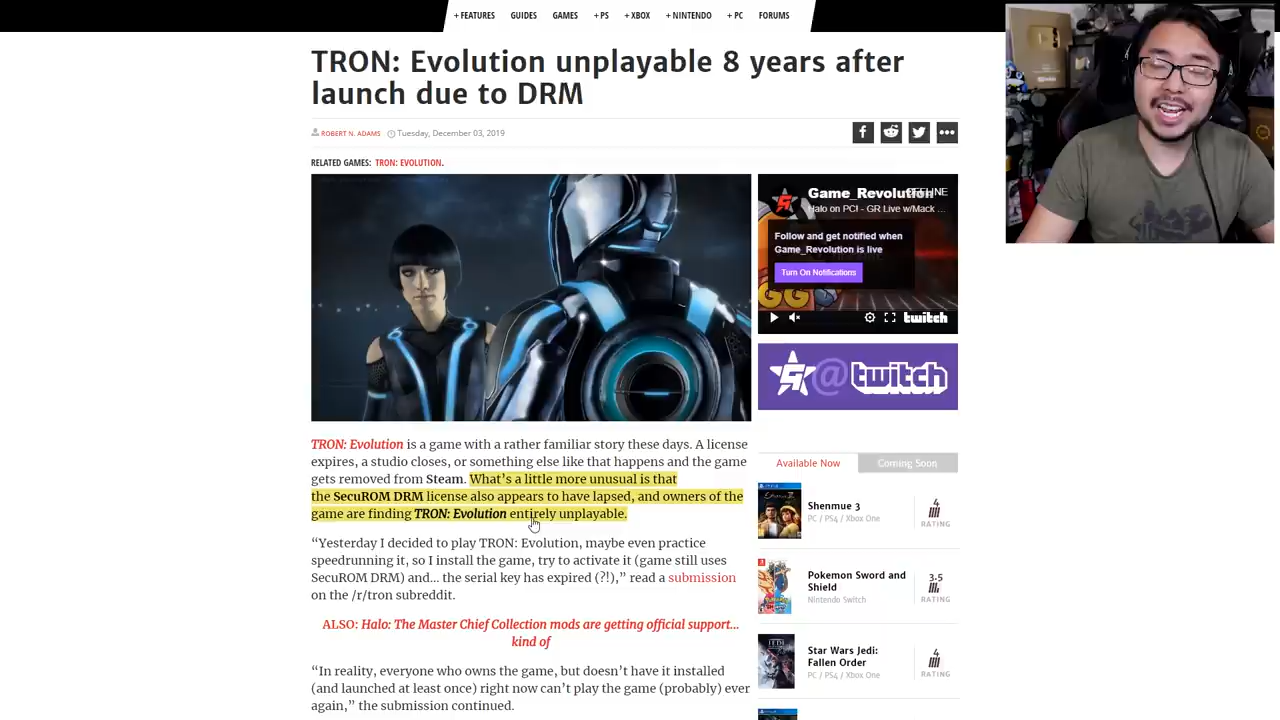 + FEATURES GUIDES GAMES + PS + XBOX + NINTENDO + PC FORUMS
TRON: Evolution unplayable 8 years after
launch due to DRM
ROBERT N. ADAMS Tuesday, December 03, 2019
RELATED GAMES: TRON: EVOLUTION.
Game_Revolution
Halo on PC! - GR Live w/Mack ...
Follow and get notified when
Game_Revolution is live
Turn On Notifications
twitch
@ twitch
TRON: Evolution is a game with a rather familiar story these days. A license
expires, a studio closes, or something else like that happens and the game
gets removed from Steam. What's a little more unusual is that
the SecuROM DRM license also appears to have lapsed, and owners of the
game are finding TRON: Evolution entirely unplayable.
“Yesterday I decided to play TRON: Evolution, maybe even practice
speedrunning it, so I install the game, try to activate it (game still uses
SecuROM DRM) and... the serial key has expired (?!),” read a submission
on the /r/tron subreddit.
ALSO: Halo: The Master Chief Collection mods are getting official support...
kind of
“In reality, everyone who owns the game, but doesn't have it installed
(and launched at least once) right now can't play the game (probably) ever
again,” the submission continued.
Available Now Coming Soon
Shenmue 3
PC / PS4 / Xbox One
4
RATING
Pokemon Sword and
Shield
Nintendo Switch
3.5
RATING
Star Wars Jedi:
Fallen Order
PC / PS4 / Xbox One
4
RATING